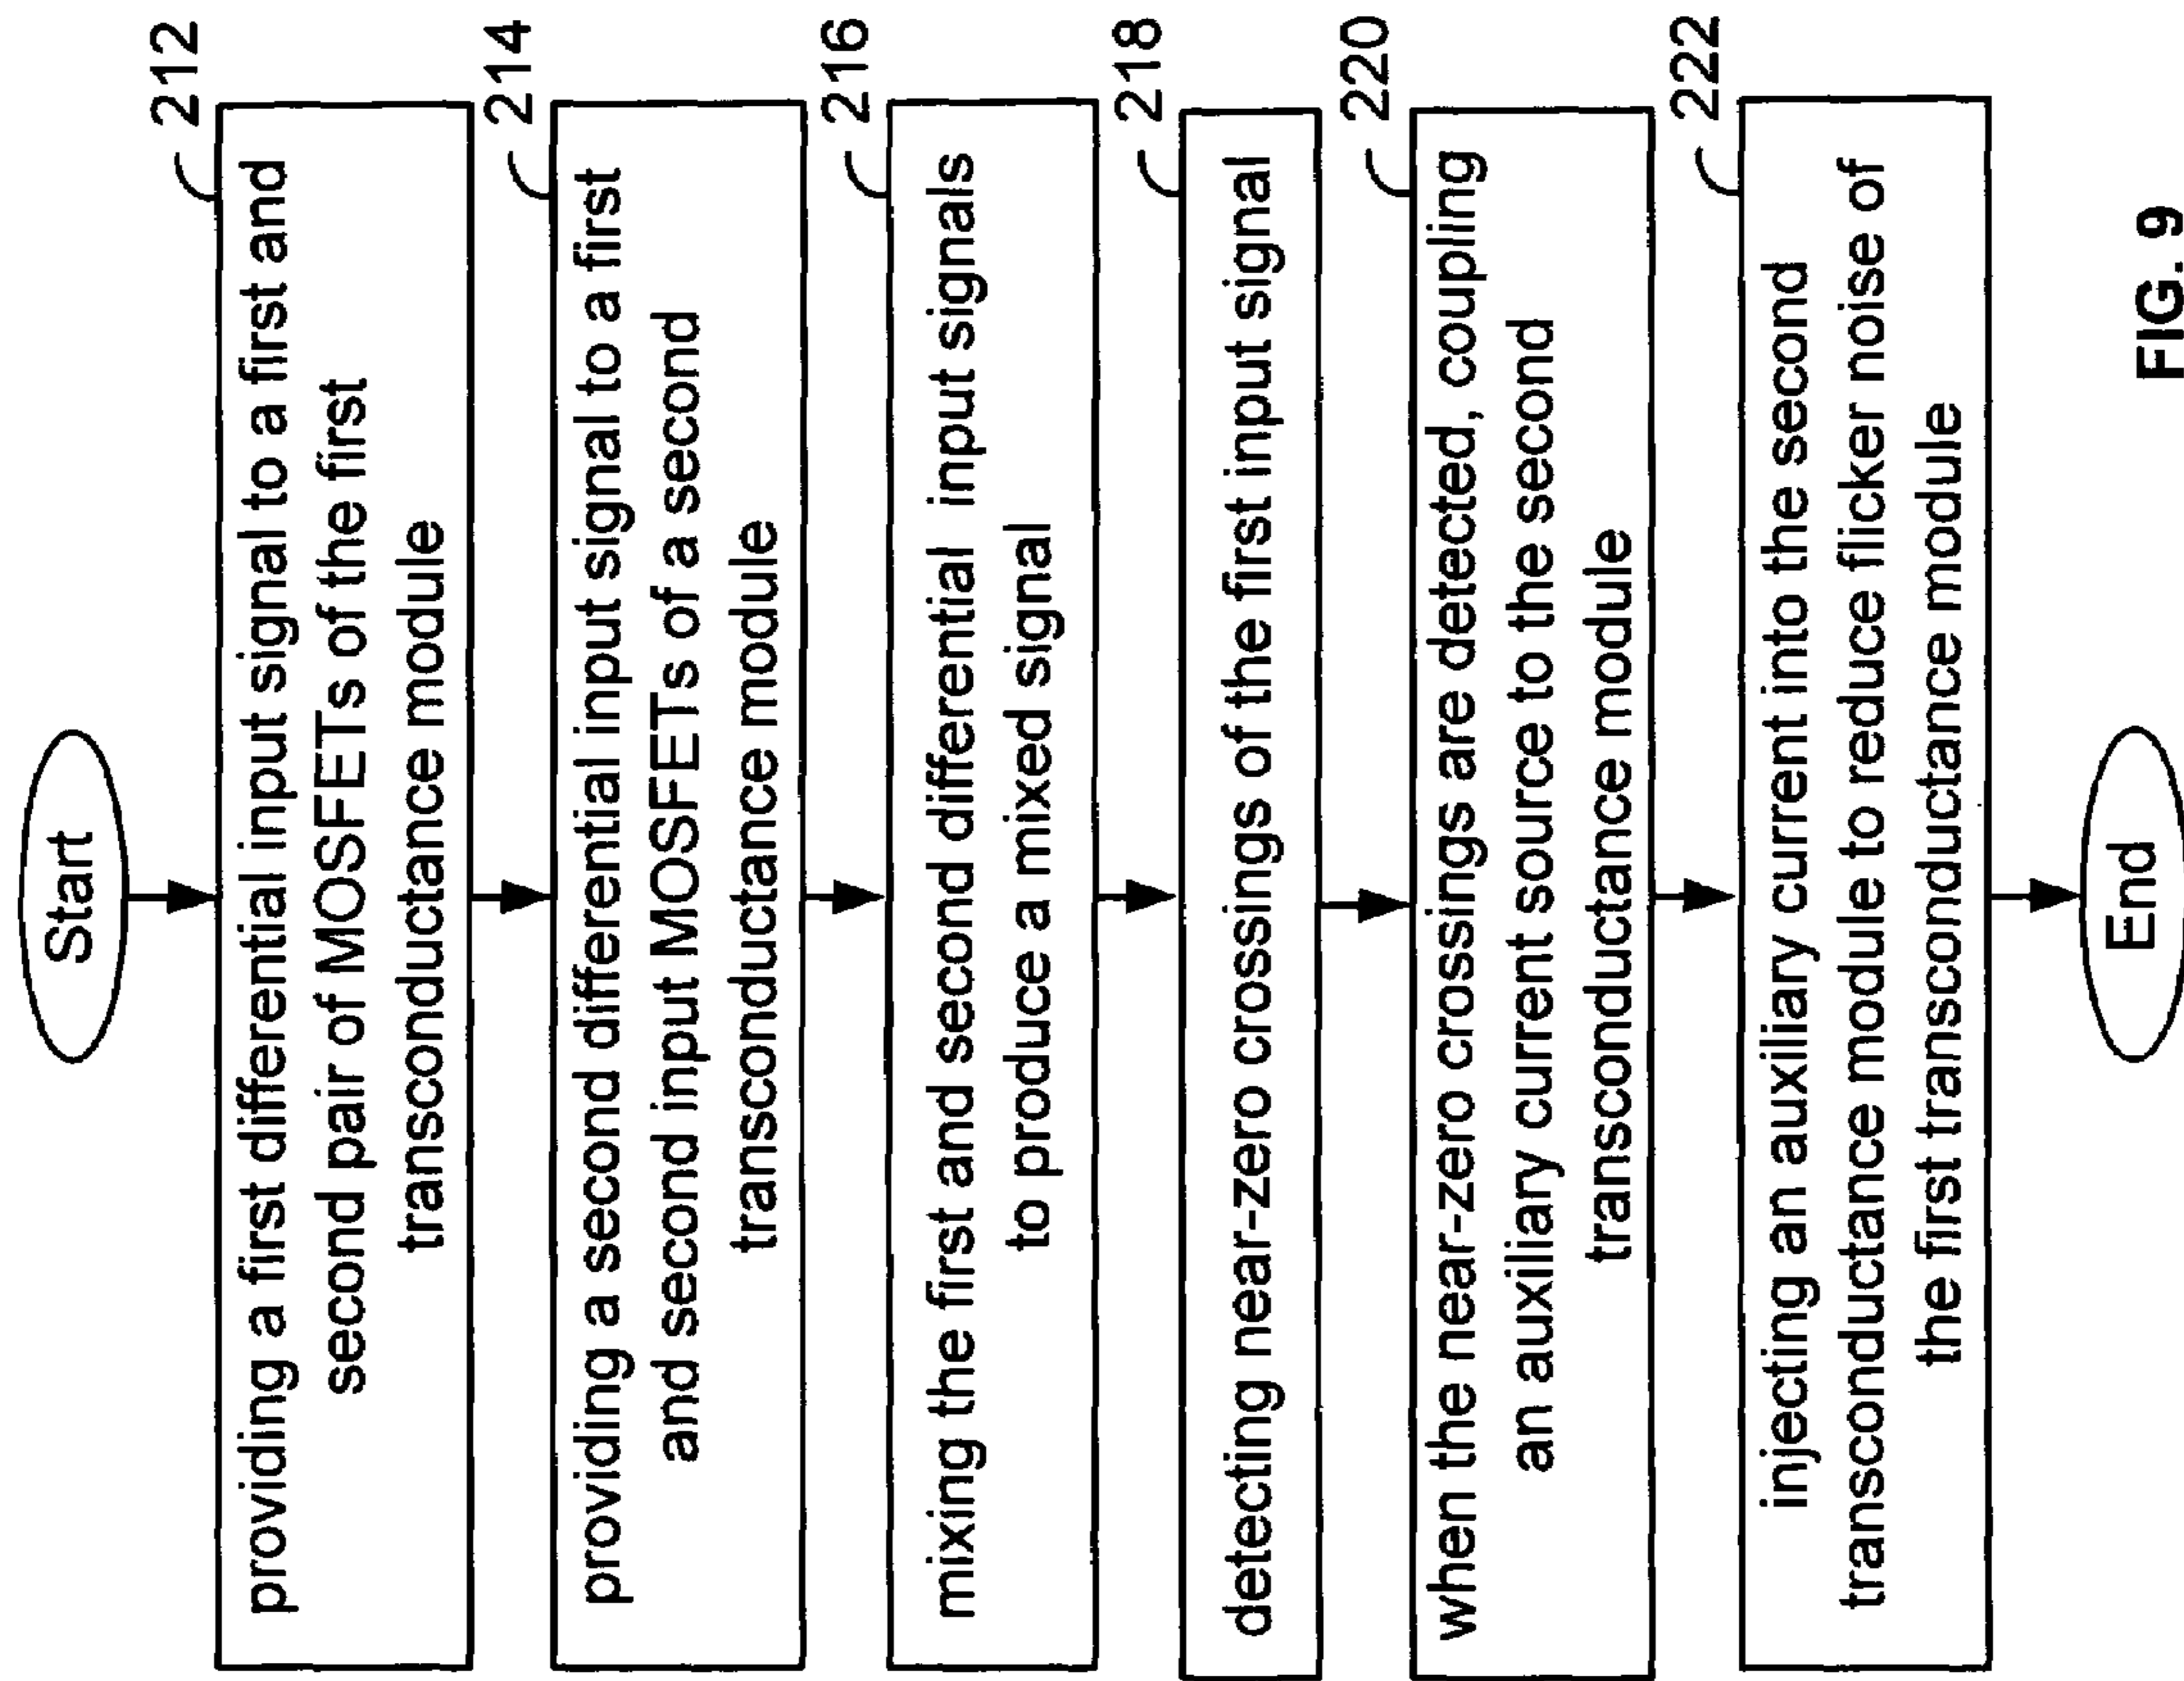 Start
212
providing a first differential input signal to a first and
second pair of MOSFETs of the first
transconductance module
214
providing a second differential input signal to a first
and second input MOSFETs of a second
transconductance module
216
mixing the first and second differential input signals
to produce a mixed signal
218
detecting near-zero crossings of the first input signal
220
when the near-zero crossings are detected, coupling
an auxiliary current source to the second
transconductance module
222
injecting an auxiliary current into the second
transconductance module to reduce flicker noise of
the first transconductance module
End
FIG. 9